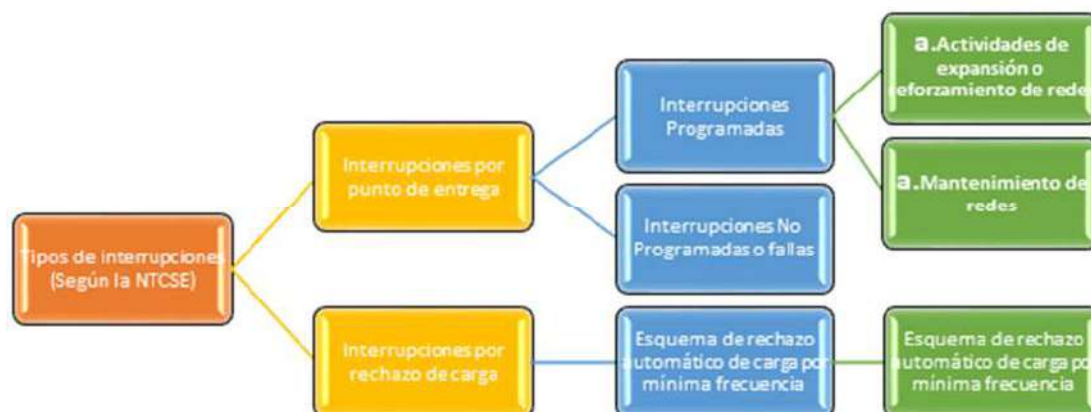 Tipos de interrupciones
(Según la NTCSE)
Interrupciones por
punto de entrega
Interrupciones
Programadas
a.Actividades de
expansión o
reforzamiento de rede
a.Mantenimiento de
redes
Interrupciones No
Programadas o fallas
Interrupciones por
rechazo de carga
Esquema de rechazo
automático de carga por
mínima frecuencia
Esquema de rechazo
automático de carga por
mínima frecuencia